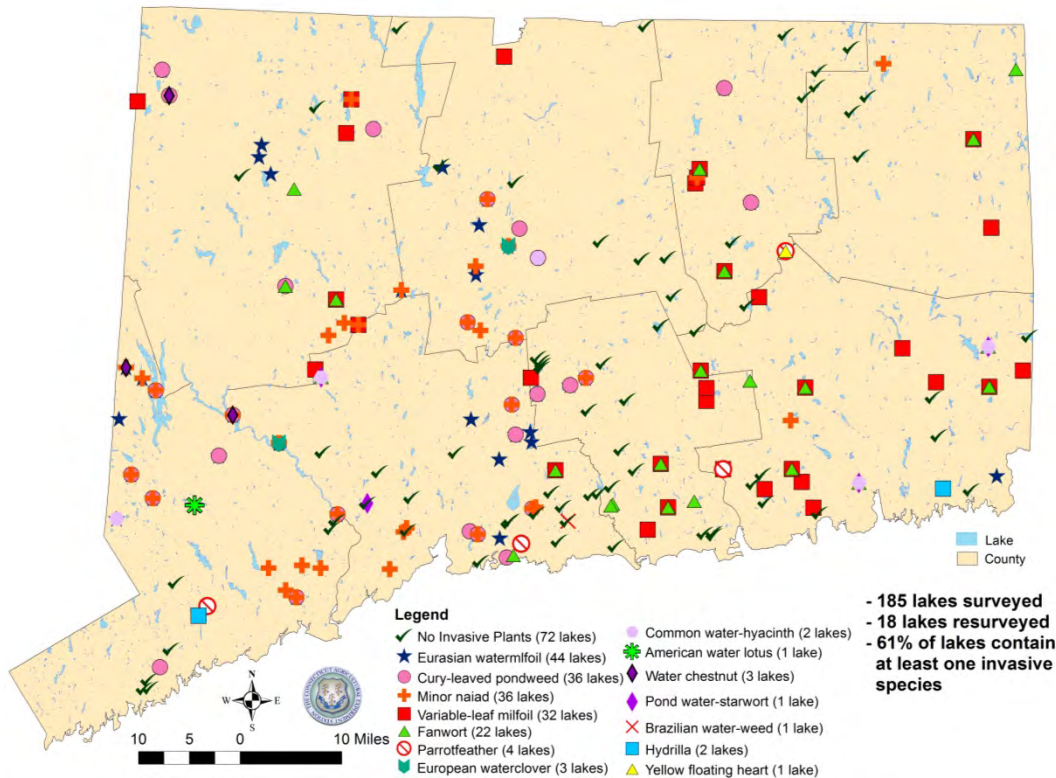 Lake
County
- 185 lakes surveyed
- 18 lakes resurveyed
- 61% of lakes contain
at least one invasive
species
Legend
No Invasive Plants (72 lakes)
Eurasian watermlfoil (44 lakes)
Cury-leaved pondweed (36 lakes)
Minor naiad (36 lakes)
Variable-leaf milfoil (32 lakes)
Fanwort (22 lakes)
Parrotfeather (4 lakes)
European waterclover (3 lakes)
Common water-hyacinth (2 lakes)
American water lotus (1 lake)
Water chestnut (3 lakes)
Pond water-starwort (1 lake)
Brazilian water-weed (1 lake)
Hydrilla (2 lakes)
Yellow floating heart (1 lake)
N
W E
S
10 5 0 10 Miles